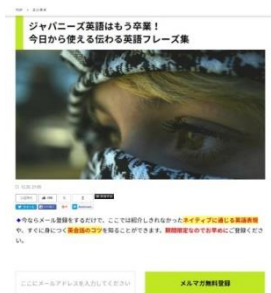 ジャパニーズ英語はもう卒業！
今日から使える伝わる英語フレーズ集
◆今ならメール登録をするだけで、ここでは紹介しきれなかったネイティブに通じる英語表現
や、すぐに身につく英会話のコツを知ることができます。期間限定なのでお早めにご登録くださ
い。
ここにメールアドレスを入力してください
メルマガ無料登録